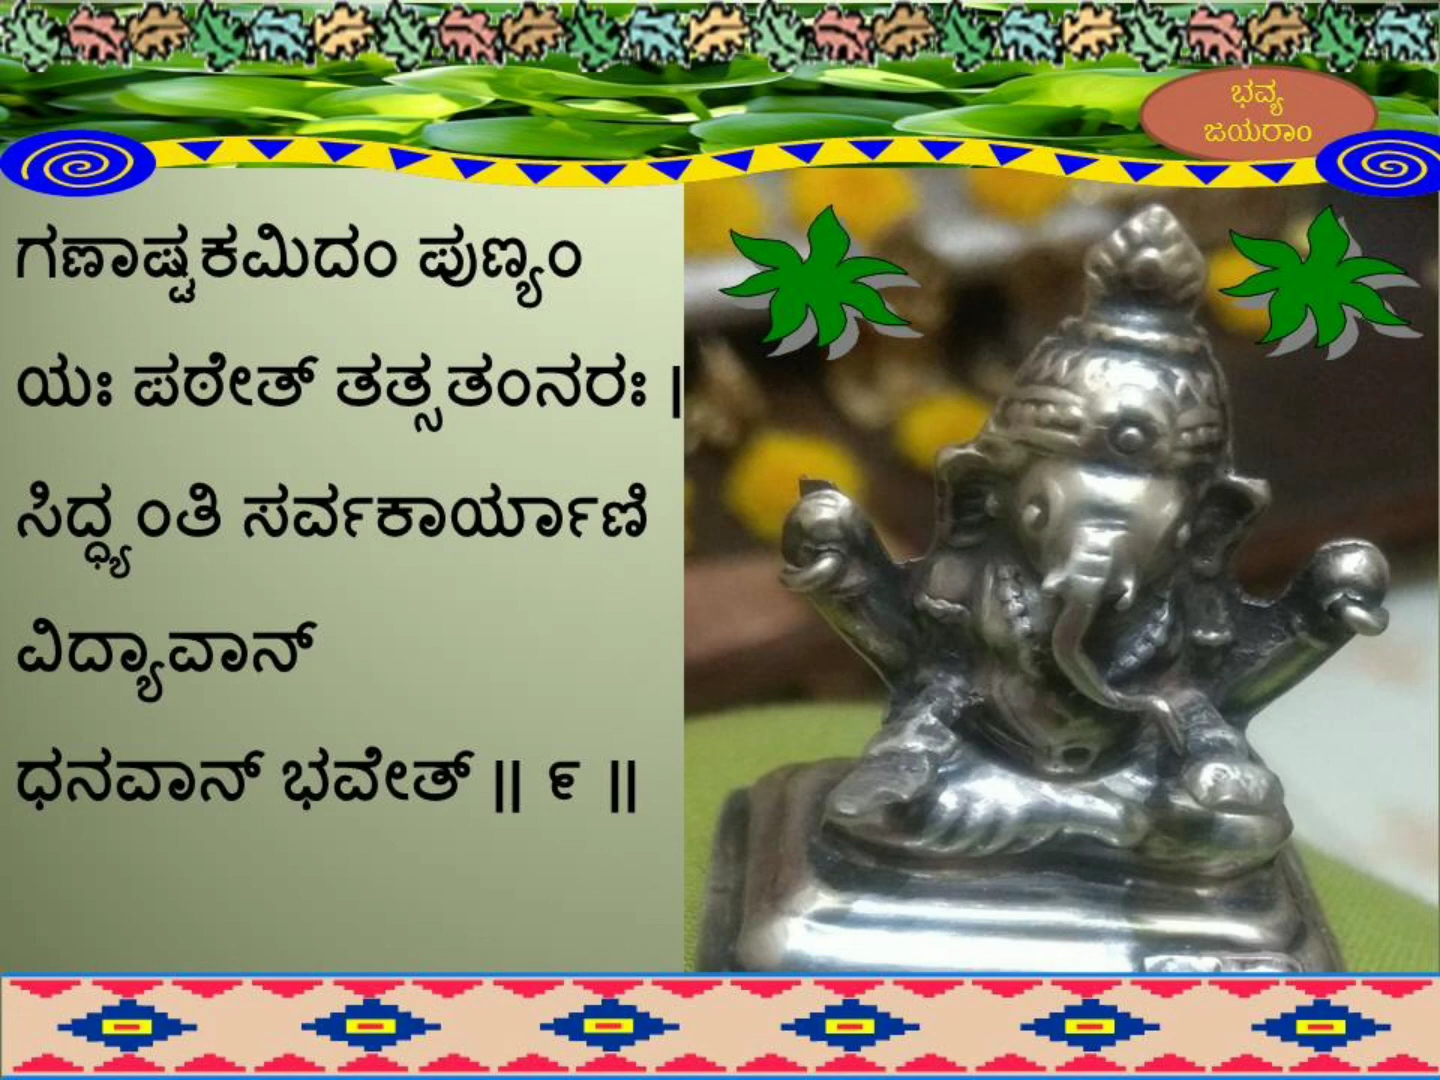 ಭವ್ಯ
ಜಯರಾಂ
ಗಣಾಷ್ಟಕಮಿದಂ ಪುಣ್ಯಂ
ಯಃ ಪಠೇತ್ ತತ್ಸತಂನರಃ |
ಸಿದ್ಧ್ಯಂತಿ ಸರ್ವಕಾರ್ಯಾಣಿ
ವಿದ್ಯಾವಾನ್
ಧನವಾನ್ ಭವೇತ್ || ೯ ||